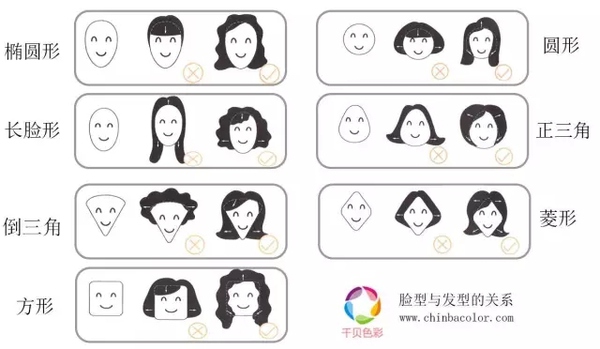 椭圆形
圆形
长脸形
正三角
倒三角
菱形
方形
脸型与发型的关系
www.chinbacolor.com
千贝色彩